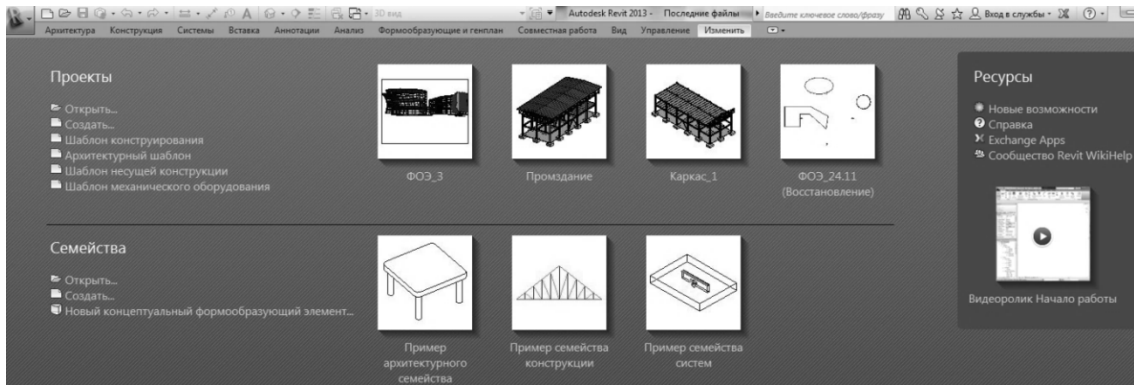 3D вид
Autodesk Revit 2013 - Последние файлы
Введите ключевое слово/фразу
Вход в службы
Архитектура Конструкция Системы Вставка Аннотации Анализ Формообразующие и генплан Совместная работа Вид Управление Изменить
Проекты
Открыть...
Создать...
Шаблон конструирования
Архитектурный шаблон
Шаблон несущей конструкции
Шаблон механического оборудования
ФОЭ_3
Промздание
Каркас_1
ФОЭ_24.11
(Восстановление)
Семейства
Открыть...
Создать...
Новый концептуальный формообразующий элемент...
Пример
архитектурного
семейства
Пример семейства
конструкции
Пример семейства
систем
Ресурсы
Новые возможности
Справка
Exchange Apps
Сообщество Revit WikiHelp
Видеоролик Начало работы